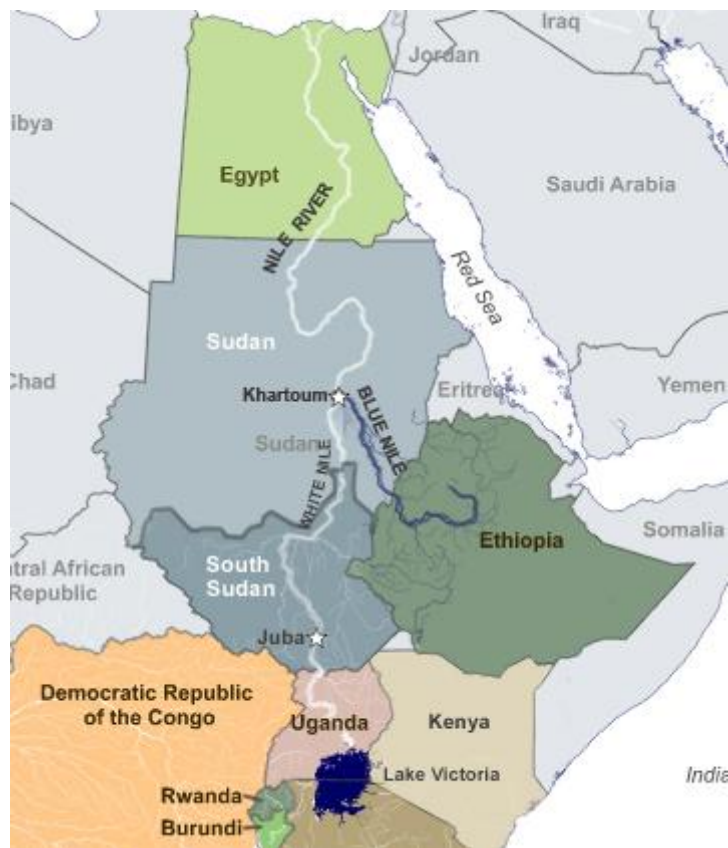 Iraq
Jordan
ibya
Egypt
Saudi Arabia
NILE RIVER
Red Sea
Sudan
Chad
Eritrea
Yemen
Khartoum
BLUE NILE
Sudan
WHITE NILE
Somalia
Ethiopia
ntral African
Republic
South
Sudan
Juba
Democratic Republic
of the Congo
Uganda
Kenya
Lake Victoria
India
Rwanda
Burundi